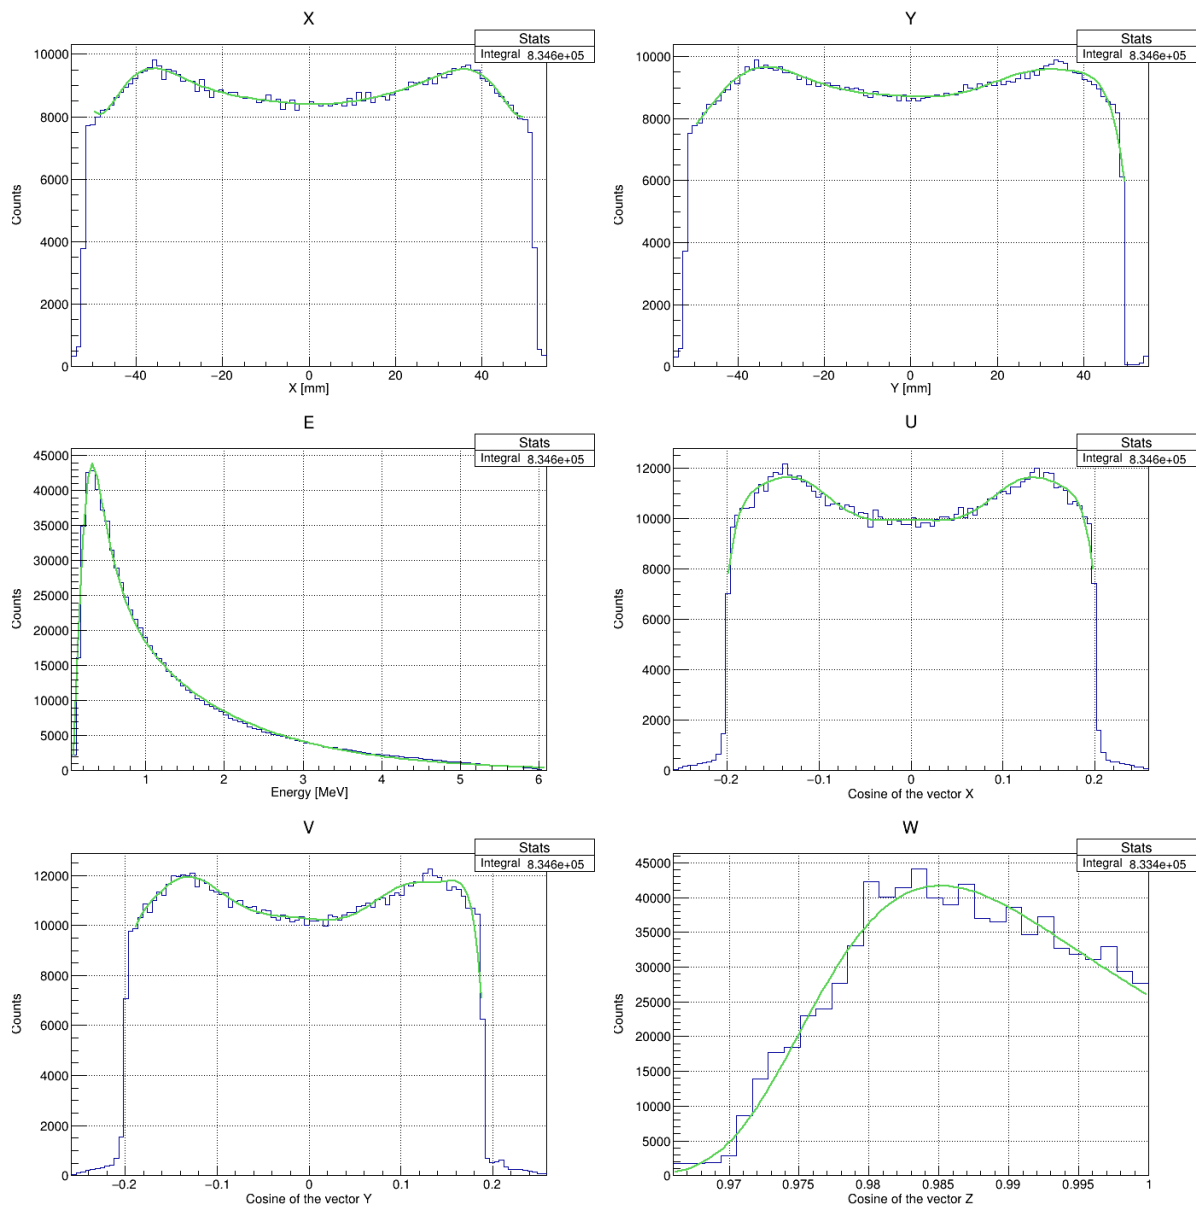 X
Stats
Integral 8.346e+05
10000
8000
6000
4000
2000
0
Counts
−40 −20 0 20 40
X [mm]
Y
Stats
Integral 8.346e+05
10000
8000
6000
4000
2000
0
Counts
−40 −20 0 20 40
Y [mm]
E
Stats
Integral 8.346e+05
45000
40000
35000
30000
25000
20000
15000
10000
5000
0
Counts
1 2 3 4 5 6
Energy [MeV]
U
Stats
Integral 8.346e+05
12000
10000
8000
6000
4000
2000
0
Counts
−0.2 −0.1 0 0.1 0.2
Cosine of the vector X
V
Stats
Integral 8.346e+05
12000
10000
8000
6000
4000
2000
0
Counts
−0.2 −0.1 0 0.1 0.2
Cosine of the vector Y
W
Stats
Integral 8.334e+05
45000
40000
35000
30000
25000
20000
15000
10000
5000
0
Counts
0.97 0.975 0.98 0.985 0.99 0.995 1
Cosine of the vector Z